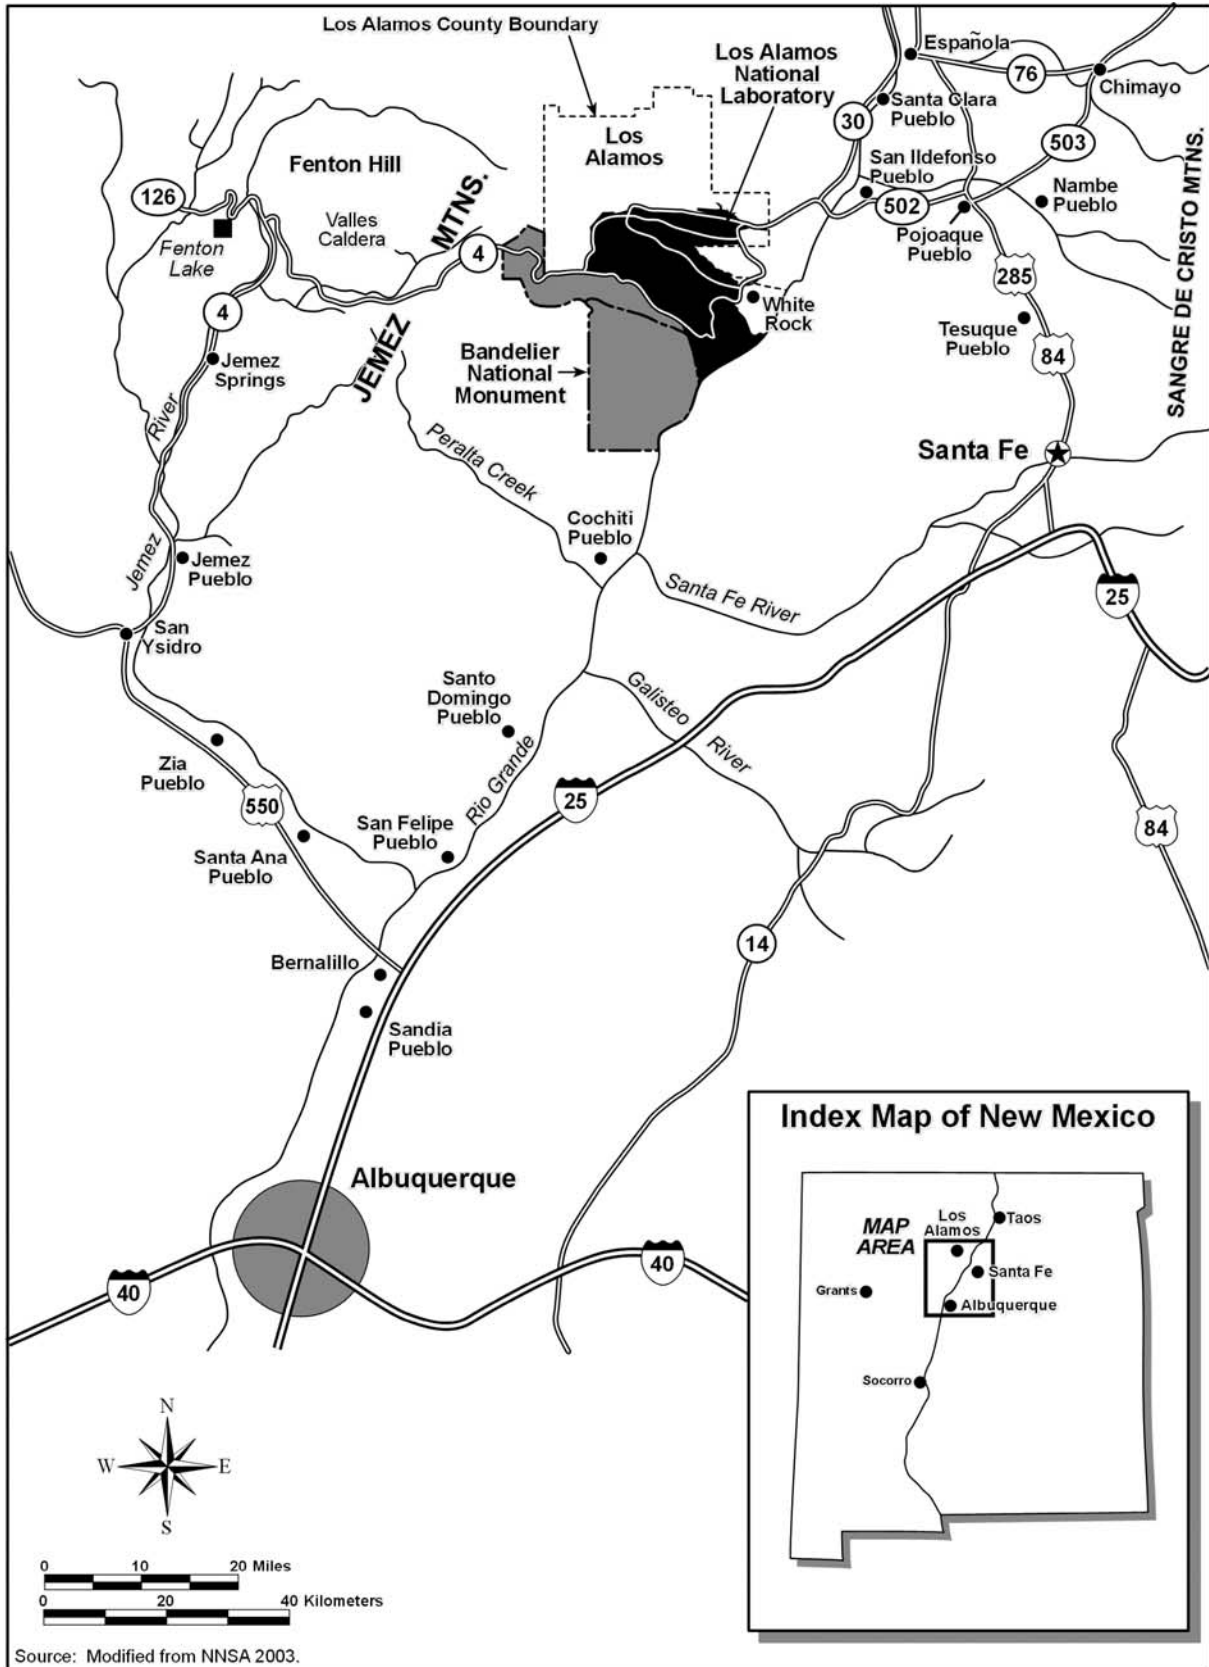 Los Alamos County Boundary
Los Alamos
National
Laboratory
Española
76
Chimayo
Santa Clara
Pueblo
30
Los
Alamos
503
San Ildefonso
Pueblo
Fenton Hill
126
MTNS.
Valles
Caldera
Nambe
Pueblo
502
Pojoaque
Pueblo
Fenton
Lake
4
285
SANGRE DE CRISTO MTNS.
4
White
Rock
Tesuque
Pueblo
JEMEZ
84
Jemez
Springs
Bandelier
National
Monument
River
Peralta Creek
Santa Fe
Cochiti
Pueblo
Jemez
Jemez
Pueblo
Santa Fe River
25
San
Ysidro
Santo
Domingo
Pueblo
Galisteo
River
Rio Grande
Zia
Pueblo
550
25
84
San Felipe
Pueblo
Santa Ana
Pueblo
14
Bernalillo
Sandia
Pueblo
Albuquerque
40
40
Index Map of New Mexico
MAP
AREA
Los
Alamos
Taos
Santa Fe
Grants
Albuquerque
Socorro
N
W
E
S
0 10 20 Miles
0 20 40 Kilometers
Source: Modified from NNSA 2003.